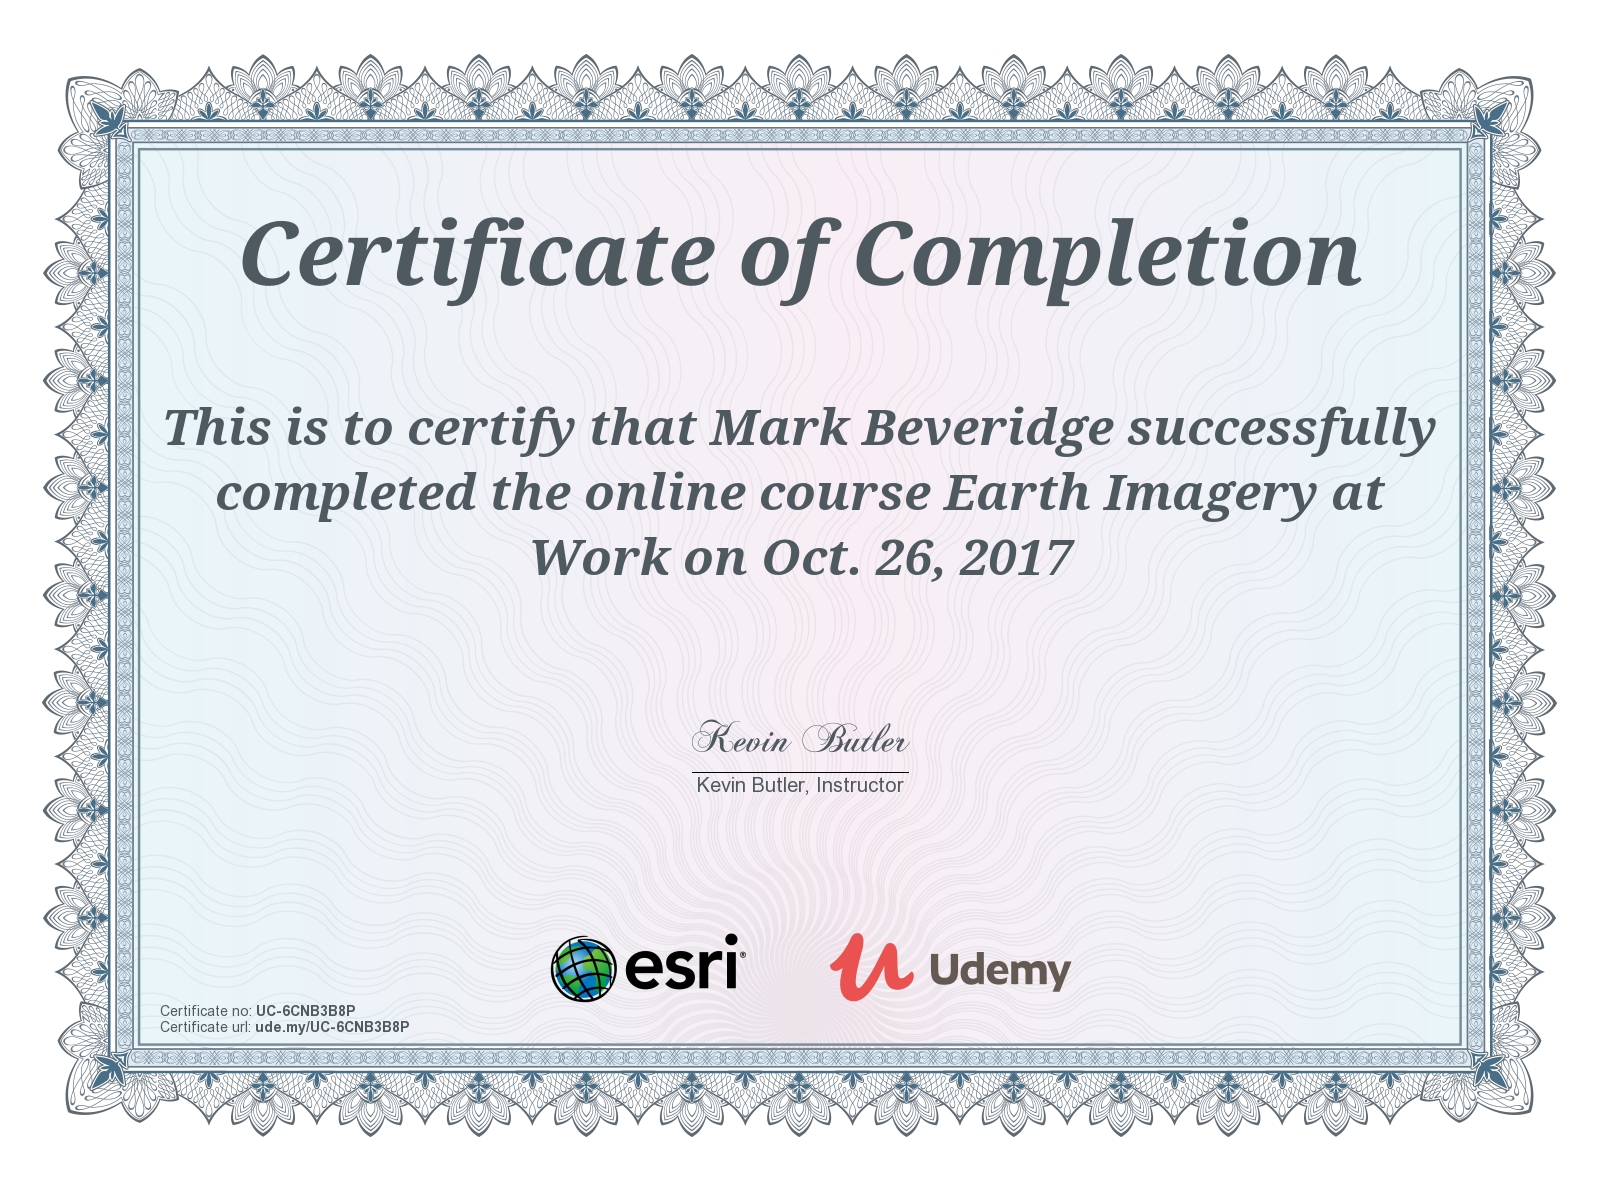 Certificate of Completion
This is to certify that Mark Beveridge successfully
completed the online course Earth Imagery at
Work on Oct. 26, 2017
Kevin Butler
Kevin Butler, Instructor
esri®
Udemy
Certificate no: UC-6CNB3B8P
Certificate url: ude.my/UC-6CNB3B8P